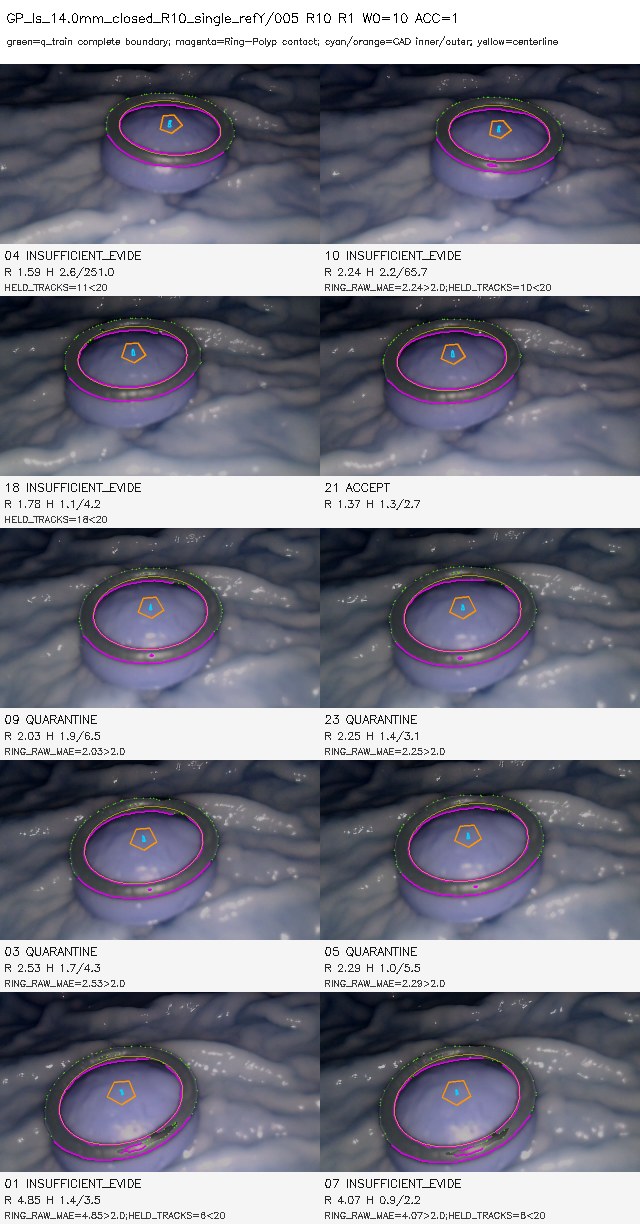 GP_Is_14.0mm_closed_R10_single_refY/005 R10 R1 WO=10 ACC=1
green=q_train complete boundary; magenta=Ring-Polyp contact; cyan/orange=CAD inner/outer; yellow=centerline
04 INSUFFICIENT_EVIDE
R 1.59 H 2.6/251.0
HELD_TRACKS=11<20
10 INSUFFICIENT_EVIDE
R 2.24 H 2.2/65.7
RING_RAW_MAE=2.24>2.0;HELD_TRACKS=10<20
18 INSUFFICIENT_EVIDE
R 1.78 H 1.1/4.2
HELD_TRACKS=18<20
21 ACCEPT
R 1.37 H 1.3/2.7
09 QUARANTINE
R 2.03 H 1.9/6.5
RING_RAW_MAE=2.03>2.0
23 QUARANTINE
R 2.25 H 1.4/3.1
RING_RAW_MAE=2.25>2.0
03 QUARANTINE
R 2.53 H 1.7/4.3
RING_RAW_MAE=2.53>2.0
05 QUARANTINE
R 2.29 H 1.0/5.5
RING_RAW_MAE=2.29>2.0
01 INSUFFICIENT_EVIDE
R 4.85 H 1.4/3.5
RING_RAW_MAE=4.85>2.0;HELD_TRACKS=6<20
07 INSUFFICIENT_EVIDE
R 4.07 H 0.9/2.2
RING_RAW_MAE=4.07>2.0;HELD_TRACKS=8<20